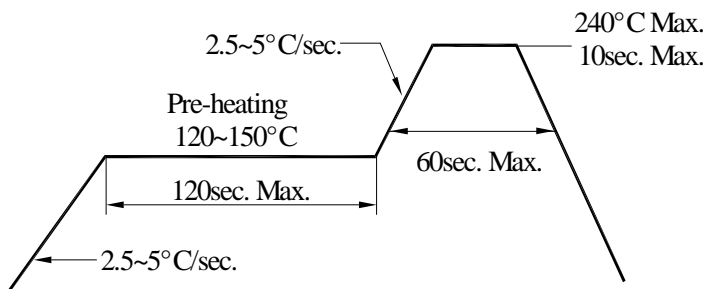 240°C Max.
10sec. Max.
2.5~5°C/sec.
Pre-heating
120~150°C
60sec. Max.
120sec. Max.
2.5~5°C/sec.